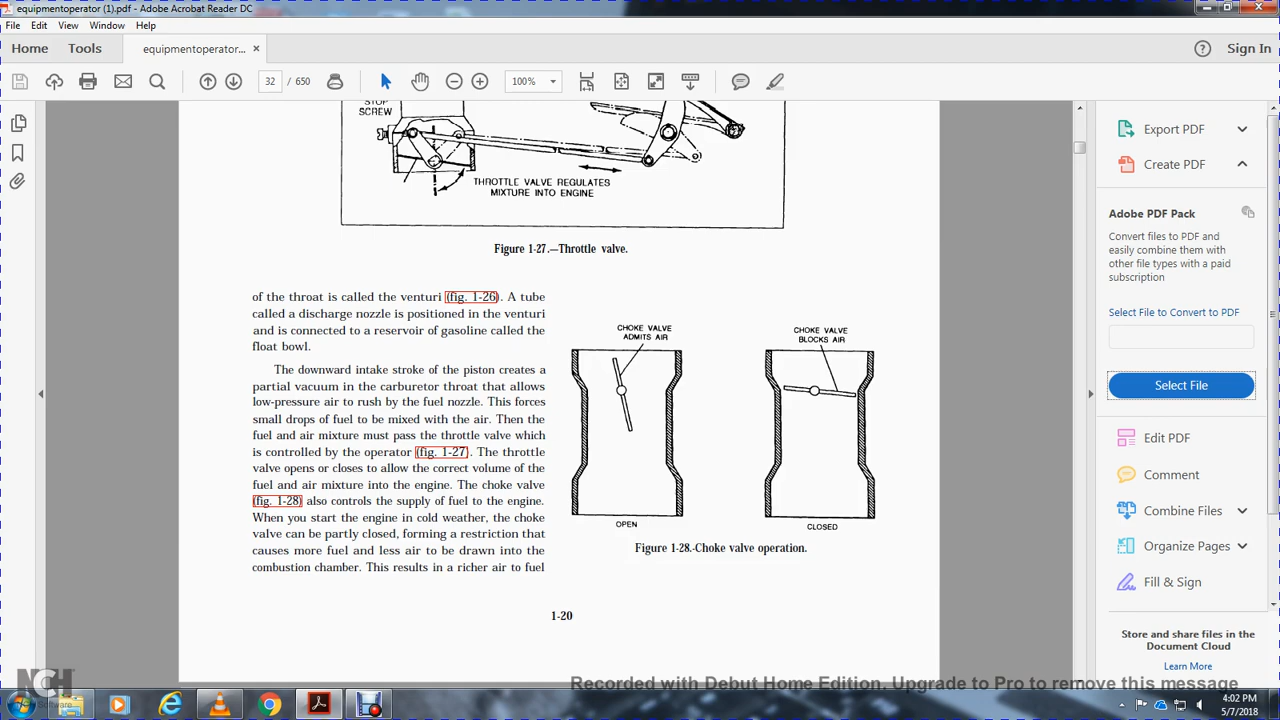 equipmentoperator (1).pdf - Adobe Acrobat Reader DC
File Edit View Window Help
Home Tools equipmentoperator... × ? Sign In
32 / 650 100%
STOP
SCREW
THROTTLE VALVE REGULATES
MIXTURE INTO ENGINE
Figure 1-27.—Throttle valve.
of the throat is called the venturi (fig. 1-26). A tube
called a discharge nozzle is positioned in the venturi
and is connected to a reservoir of gasoline called the
float bowl.
The downward intake stroke of the piston creates a
partial vacuum in the carburetor throat that allows
low-pressure air to rush by the fuel nozzle. This forces
small drops of fuel to be mixed with the air. Then the
fuel and air mixture must pass the throttle valve which
is controlled by the operator (fig. 1-27). The throttle
valve opens or closes to allow the correct volume of the
fuel and air mixture into the engine. The choke valve
(fig. 1-28) also controls the supply of fuel to the engine.
When you start the engine in cold weather, the choke
valve can be partly closed, forming a restriction that
causes more fuel and less air to be drawn into the
combustion chamber. This results in a richer air to fuel
CHOKE VALVE
ADMITS AIR
OPEN
CHOKE VALVE
BLOCKS AIR
CLOSED
Figure 1-28.-Choke valve operation.
1-20
Export PDF
Create PDF
Adobe PDF Pack
Convert files to PDF and
easily combine them with
other file types with a paid
subscription
Select File to Convert to PDF
Select File
Edit PDF
Comment
Combine Files
Organize Pages
Fill & Sign
Store and share files in the
Document Cloud
Learn More
NCH
Software
Recorded with Debut Home Edition. Upgrade to Pro to remove this message
4:02 PM
5/7/2018